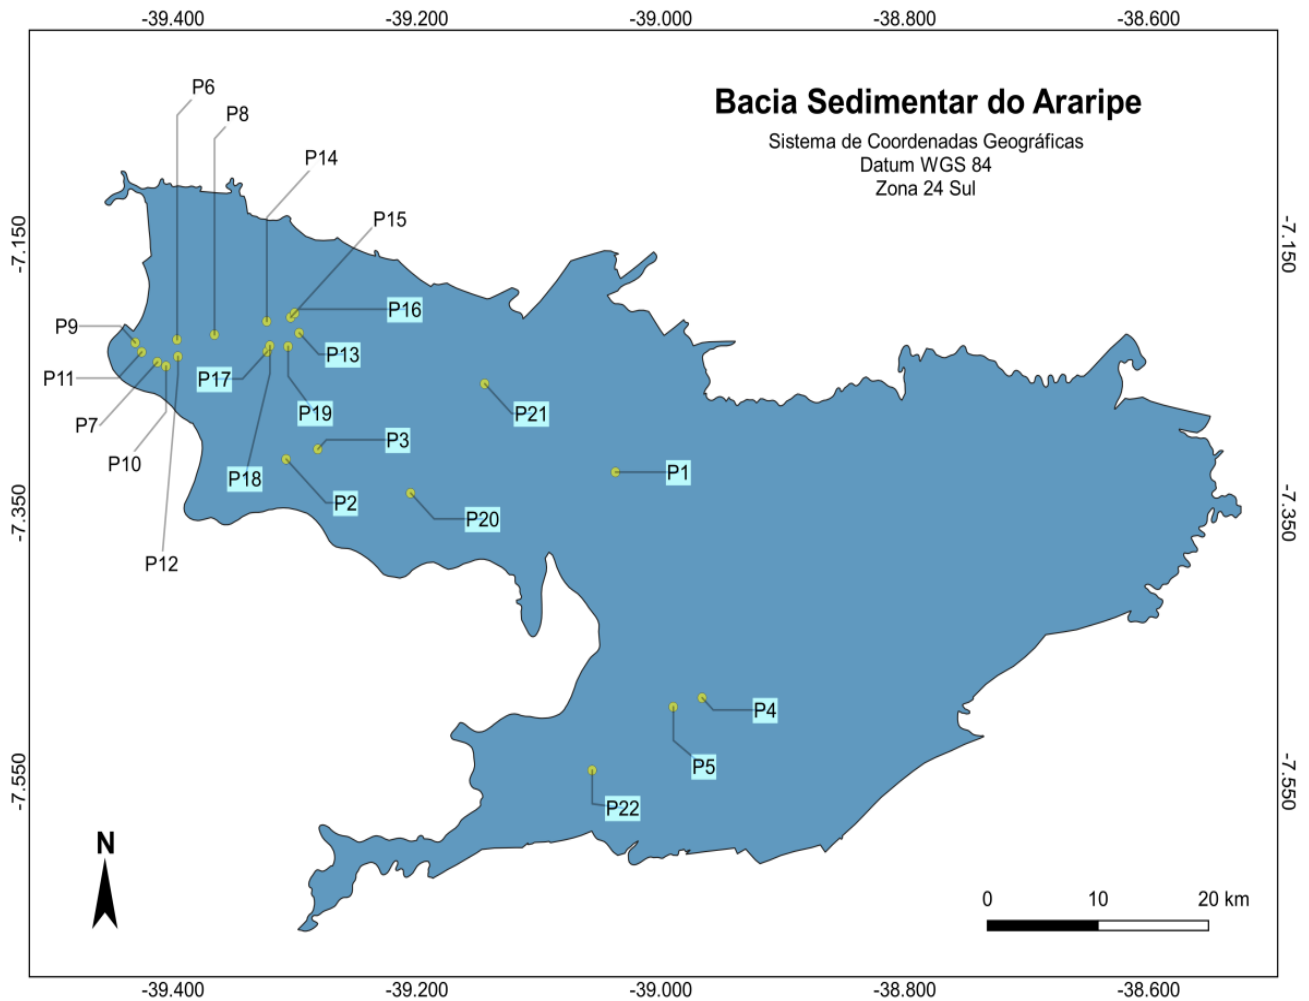 -39.400 -39.200 -39.000 -38.800 -38.600
Bacia Sedimentar do Araripe
Sistema de Coordenadas Geográficas
Datum WGS 84
Zona 24 Sul
P6
P8
P14
P15
-7.150
-7.150
P16
P9
P13
P11
P17
P19
P21
P7
P3
P10
P1
P18
P2
-7.350
-7.350
P20
P12
P4
P5
-7.550
-7.550
P22
N
0 10 20 km
-39.400 -39.200 -39.000 -38.800 -38.600